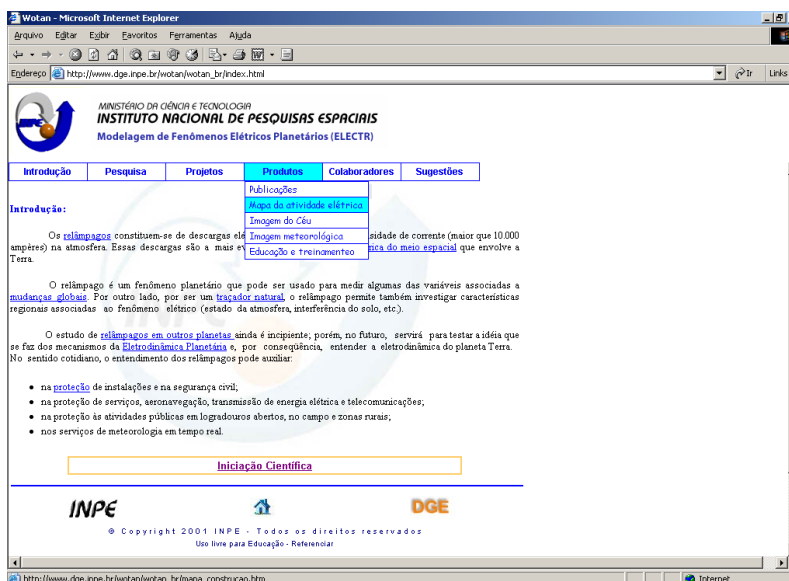 Wotan - Microsoft Internet Explorer
Arquivo Editar Exibir Favoritos Ferramentas Ajuda
Endereço http://www.dge.inpe.br/wotan/wotan_br/index.html Ir Links
MINISTÉRIO DA CIÊNCIA E TECNOLOGIA
INSTITUTO NACIONAL DE PESQUISAS ESPACIAIS
Modelagem de Fenômenos Elétricos Planetários (ELECTR)
Introdução Pesquisa Projetos Produtos Colaboradores Sugestões
Publicações
Mapa da atividade elétrica
Imagem do Céu
Imagem meteorológica
Educação e treinamenteo
Introdução:
Os relâmpagos constituem-se de descargas elé sidade de corrente (maior que 10.000
ampères) na atmosfera. Essas descargas são a mais ev rica do meio espacial que envolve a
Terra.
O relâmpago é um fenômeno planetário que pode ser usado para medir algumas das variáveis associadas a
mudanças globais. Por outro lado, por ser um traçador natural, o relâmpago permite também investigar características
regionais associadas ao fenômeno elétrico (estado da atmosfera, interferência do solo, etc.).
O estudo de relâmpagos em outros planetas ainda é incipiente; porém, no futuro, servirá para testar a idéia que
se faz dos mecanismos da Eletrodinâmica Planetária e, por conseqüência, entender a eletrodinâmica do planeta Terra.
No sentido cotidiano, o entendimento dos relâmpagos pode auxiliar:
• na proteção de instalações e na segurança civil;
• na proteção de serviços, aeronavegação, transmissão de energia elétrica e telecomunicações;
• na proteção às atividades públicas em logradouros abertos, no campo e zonas rurais;
• nos serviços de meteorologia em tempo real.
Iniciação Científica
INPE DGE
© Copyright 2001 INPE - Todos os direitos reservados
Uso livre para Educação - Referenciar
http://www.dge.inpe.br/wotan/wotan_br/mapa_construcao.htm Internet